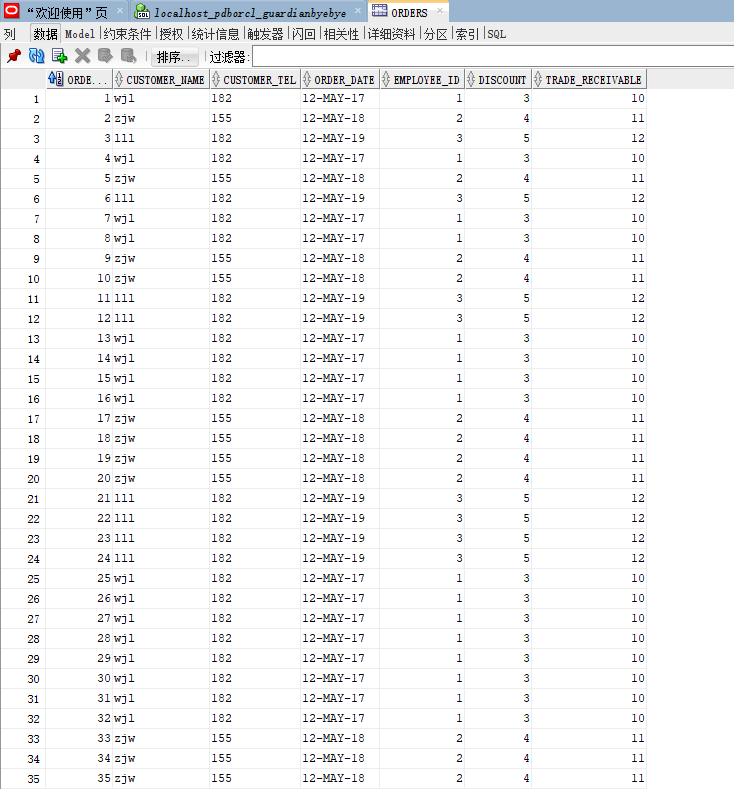 “欢迎使用”页 localhost_pdborcl_guardianbyebye ORDERS
列 数据 Model 约束条件 授权 统计信息 触发器 闪回 相关性 详细资料 分区 索引 SQL
排序.. 过滤器:
ORDE... CUSTOMER_NAME CUSTOMER_TEL ORDER_DATE EMPLOYEE_ID DISCOUNT TRADE_RECEIVABLE
1 1 wjl 182 12-MAY-17 1 3 10
2 2 zjw 155 12-MAY-18 2 4 11
3 3 lll 182 12-MAY-19 3 5 12
4 4 wjl 182 12-MAY-17 1 3 10
5 5 zjw 155 12-MAY-18 2 4 11
6 6 lll 182 12-MAY-19 3 5 12
7 7 wjl 182 12-MAY-17 1 3 10
8 8 wjl 182 12-MAY-17 1 3 10
9 9 zjw 155 12-MAY-18 2 4 11
10 10 zjw 155 12-MAY-18 2 4 11
11 11 lll 182 12-MAY-19 3 5 12
12 12 lll 182 12-MAY-19 3 5 12
13 13 wjl 182 12-MAY-17 1 3 10
14 14 wjl 182 12-MAY-17 1 3 10
15 15 wjl 182 12-MAY-17 1 3 10
16 16 wjl 182 12-MAY-17 1 3 10
17 17 zjw 155 12-MAY-18 2 4 11
18 18 zjw 155 12-MAY-18 2 4 11
19 19 zjw 155 12-MAY-18 2 4 11
20 20 zjw 155 12-MAY-18 2 4 11
21 21 lll 182 12-MAY-19 3 5 12
22 22 lll 182 12-MAY-19 3 5 12
23 23 lll 182 12-MAY-19 3 5 12
24 24 lll 182 12-MAY-19 3 5 12
25 25 wjl 182 12-MAY-17 1 3 10
26 26 wjl 182 12-MAY-17 1 3 10
27 27 wjl 182 12-MAY-17 1 3 10
28 28 wjl 182 12-MAY-17 1 3 10
29 29 wjl 182 12-MAY-17 1 3 10
30 30 wjl 182 12-MAY-17 1 3 10
31 31 wjl 182 12-MAY-17 1 3 10
32 32 wjl 182 12-MAY-17 1 3 10
33 33 zjw 155 12-MAY-18 2 4 11
34 34 zjw 155 12-MAY-18 2 4 11
35 35 zjw 155 12-MAY-18 2 4 11